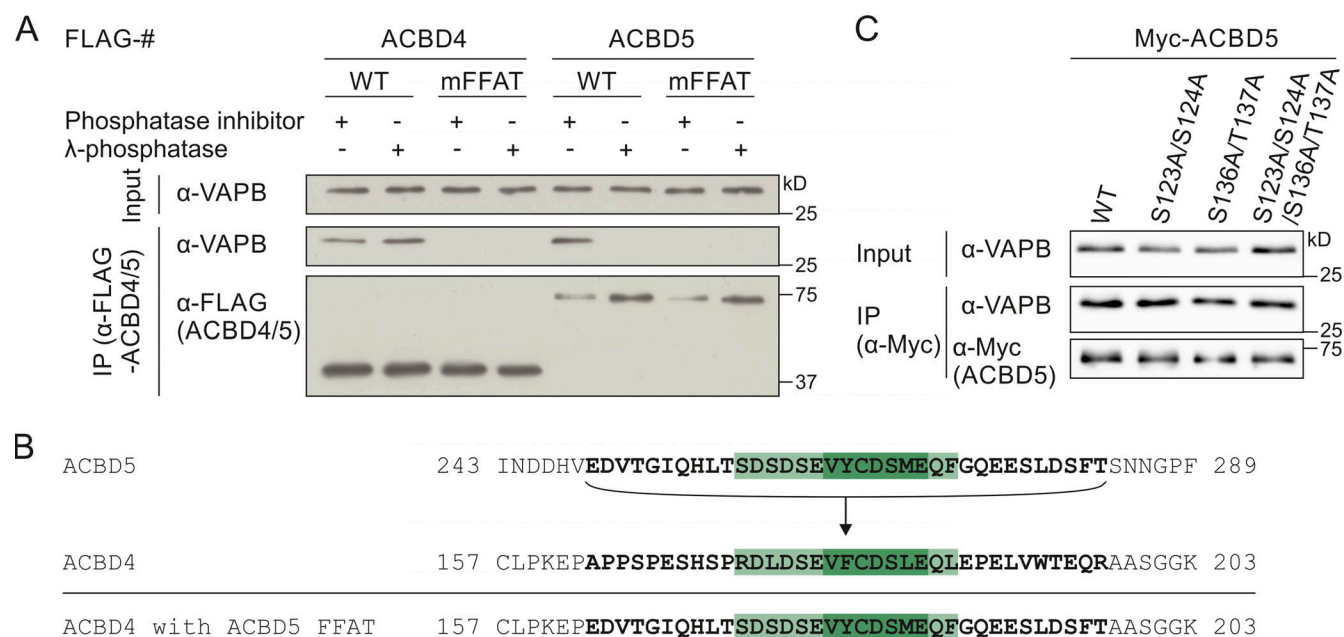 A
FLAG-#
ACBD4 ACBD5
WT mFFAT WT mFFAT
Phosphatase inhibitor + - + - + - + -
λ-phosphatase - + - + - + - +
Input α-VAPB kD 25
IP (α-FLAG -ACBD4/5)
α-VAPB 25
α-FLAG (ACBD4/5) 75
37
C
Myc-ACBD5
WT
S123A/S124A
S136A/T137A
S123A/S124A
/S136A/T137A
Input α-VAPB kD 25
IP (α-Myc)
α-VAPB 25
α-Myc (ACBD5) 75
B
ACBD5 243 INDDHVEDVTGIQHLTSDSDSEVYCDSMEQFGQEESLDSFTSNNGPF 289
ACBD4 157 CLPKEPAPPSPESHSPRDLDSEVFCDSLEQLEPELVWTEQRAASGGK 203
ACBD4 with ACBD5 FFAT 157 CLPKEPEDVTGIQHLTSDSDSEVYCDSMEQFGQEESLDSFTAASGGK 203